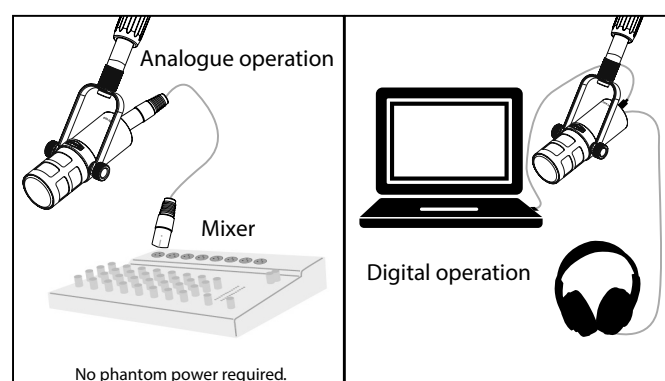 Analogue operation
Mixer
No phantom power required.
Digital operation